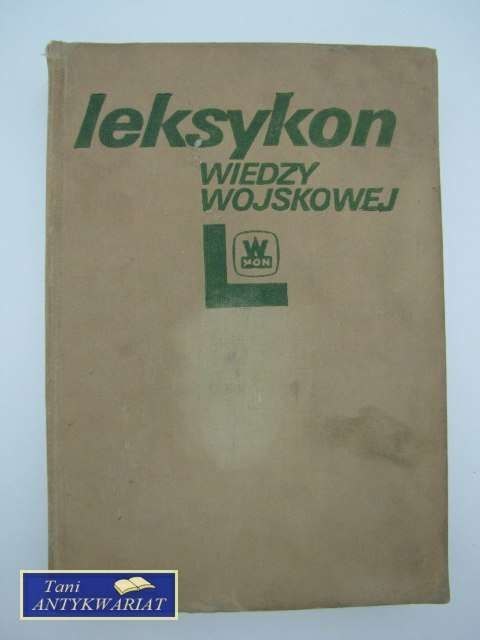 leksykon
WIEDZY
WOJSKOWEJ
W
MON
Tani
ANTYKWARIAT